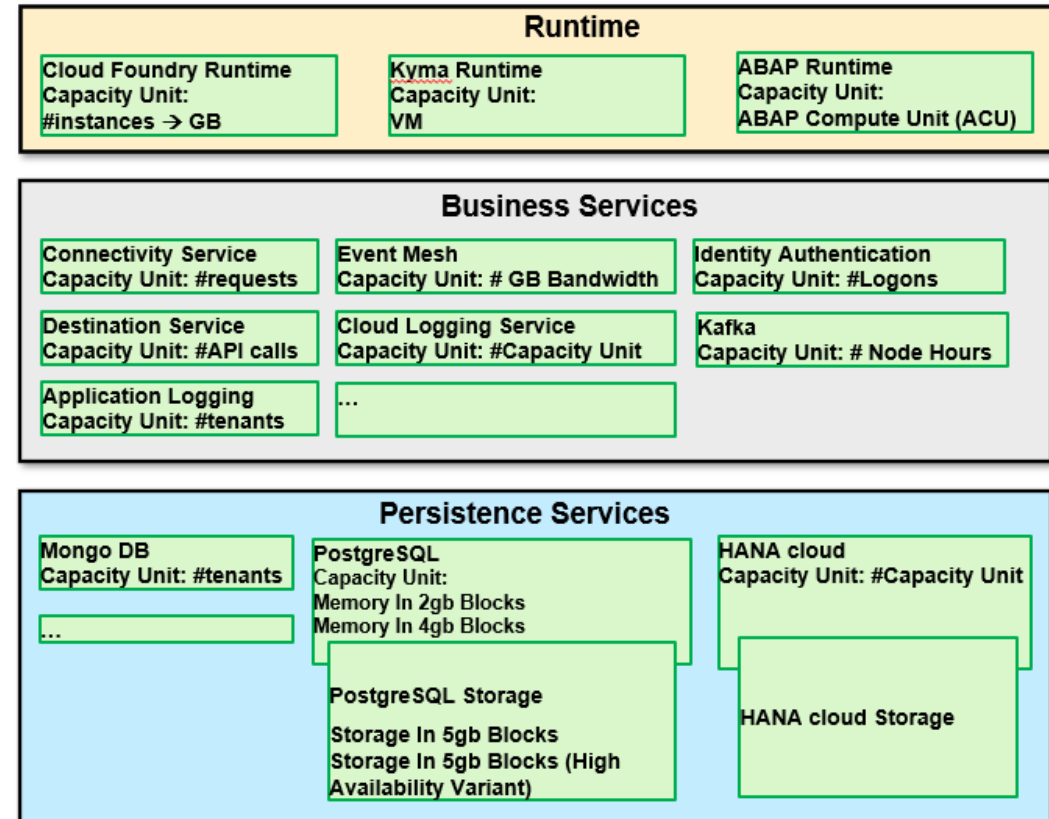 Runtime
Cloud Foundry Runtime
Capacity Unit:
#instances → GB
Kyma Runtime
Capacity Unit:
VM
ABAP Runtime
Capacity Unit:
ABAP Compute Unit (ACU)
Business Services
Connectivity Service
Capacity Unit: #requests
Event Mesh
Capacity Unit: # GB Bandwidth
Identity Authentication
Capacity Unit: #Logons
Destination Service
Capacity Unit: #API calls
Cloud Logging Service
Capacity Unit: #Capacity Unit
Kafka
Capacity Unit: # Node Hours
Application Logging
Capacity Unit: #tenants
...
Persistence Services
Mongo DB
Capacity Unit: #tenants
...
PostgreSQL
Capacity Unit:
Memory In 2gb Blocks
Memory In 4gb Blocks
PostgreSQL Storage
Storage In 5gb Blocks
Storage In 5gb Blocks (High
Availability Variant)
HANA cloud
Capacity Unit: #Capacity Unit
HANA cloud Storage